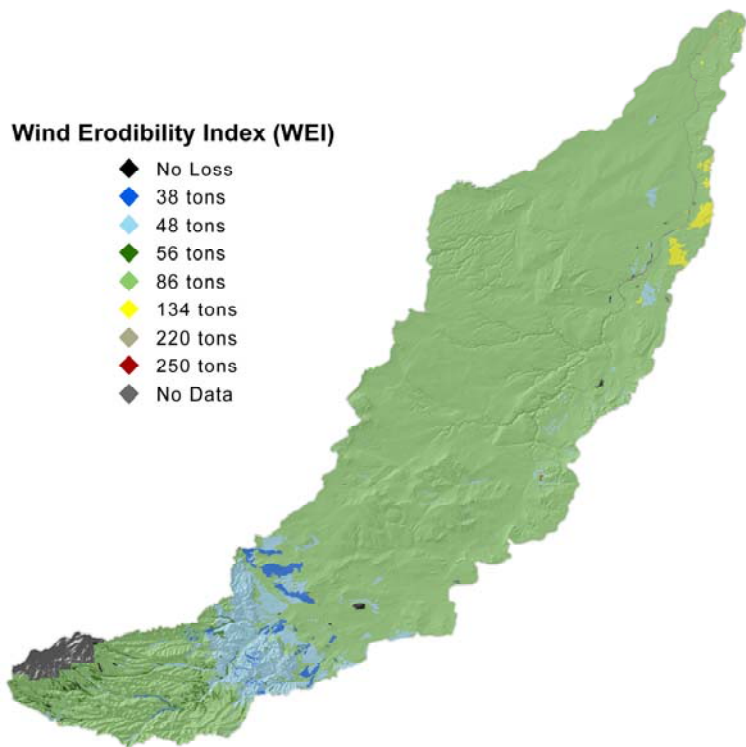 Wind Erodibility Index (WEI)
No Loss
38 tons
48 tons
56 tons
86 tons
134 tons
220 tons
250 tons
No Data